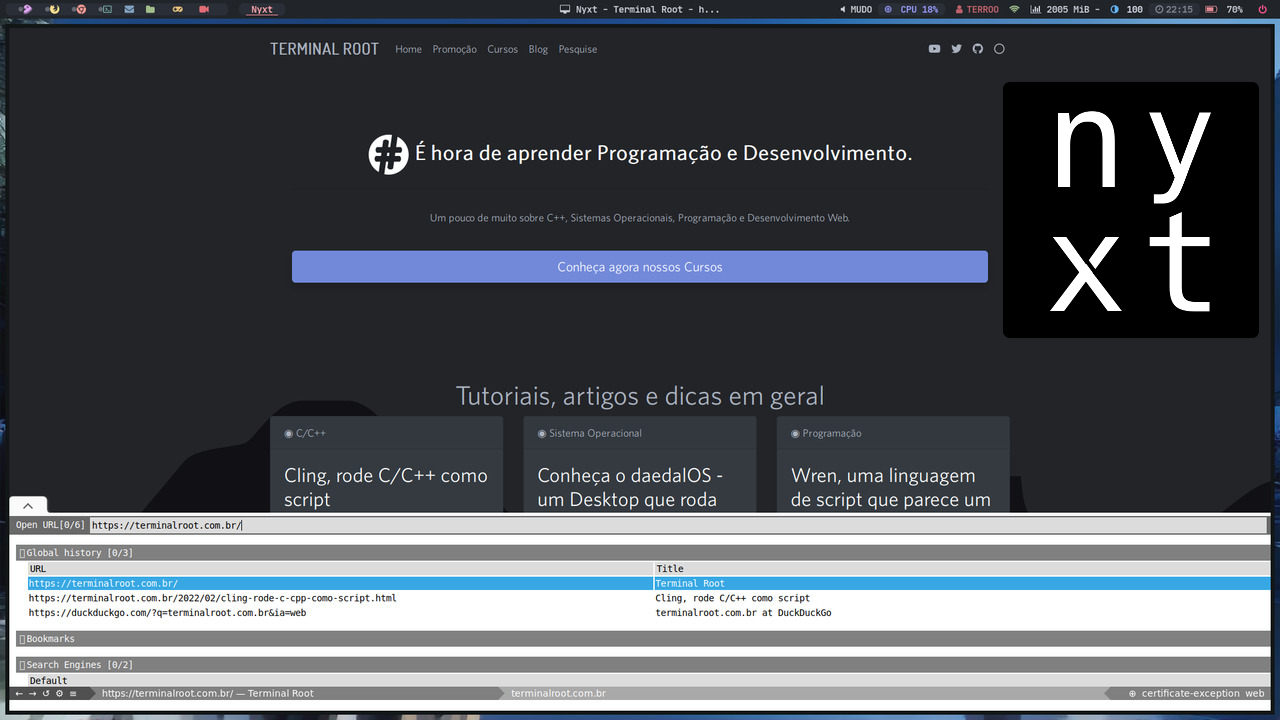 Nyxt
Nyxt - Terminal Root - h...
MUDO CPU 18% TERROO 2005 MiB - 100 22:15 70%
TERMINAL ROOT Home Promoção Cursos Blog Pesquise
n y
x t
# É hora de aprender Programação e Desenvolvimento.
Um pouco de muito sobre C++, Sistemas Operacionais, Programação e Desenvolvimento Web.
Conheça agora nossos Cursos
Tutoriais, artigos e dicas em geral
C/C++
Cling, rode C/C++ como
script
Sistema Operacional
Conheça o daedalOS -
um Desktop que roda
Programação
Wren, uma linguagem
de script que parece um
Open URL[0/6] https://terminalroot.com.br/
Global history [0/3]
URL Title
https://terminalroot.com.br/ Terminal Root
https://terminalroot.com.br/2022/02/cling-rode-c-cpp-como-script.html Cling, rode C/C++ como script
https://duckduckgo.com/?q=terminalroot.com.br&ia=web terminalroot.com.br at DuckDuckGo
Bookmarks
Search Engines [0/2]
Default
https://terminalroot.com.br/ — Terminal Root terminalroot.com.br certificate-exception web